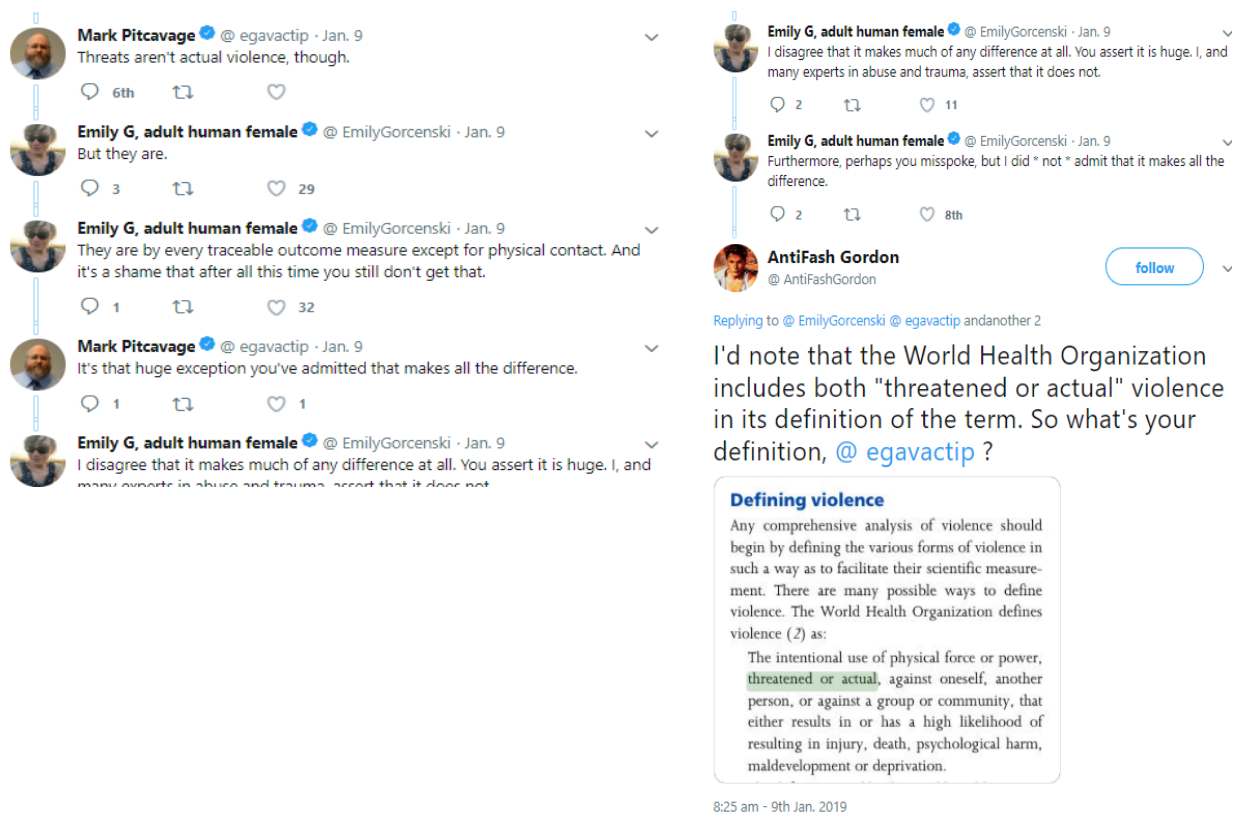 Mark Pitcavage @ egavactip · Jan. 9
Threats aren't actual violence, though.
6th
Emily G, adult human female @ EmilyGorcenski · Jan. 9
But they are.
3 29
Emily G, adult human female @ EmilyGorcenski · Jan. 9
They are by every traceable outcome measure except for physical contact. And
it's a shame that after all this time you still don't get that.
1 32
Mark Pitcavage @ egavactip · Jan. 9
It's that huge exception you've admitted that makes all the difference.
1 1
Emily G, adult human female @ EmilyGorcenski · Jan. 9
I disagree that it makes much of any difference at all. You assert it is huge. I, and
many experts in abuse and trauma, assert that it does not.
Emily G, adult human female @ EmilyGorcenski · Jan. 9
I disagree that it makes much of any difference at all. You assert it is huge. I, and
many experts in abuse and trauma, assert that it does not.
2 11
Emily G, adult human female @ EmilyGorcenski · Jan. 9
Furthermore, perhaps you misspoke, but I did * not * admit that it makes all the
difference.
2 8th
AntiFash Gordon
@ AntiFashGordon
follow
Replying to @ EmilyGorcenski @ egavactip andanother 2
I'd note that the World Health Organization
includes both "threatened or actual" violence
in its definition of the term. So what's your
definition, @ egavactip ?
Defining violence
Any comprehensive analysis of violence should
begin by defining the various forms of violence in
such a way as to facilitate their scientific measure-
ment. There are many possible ways to define
violence. The World Health Organization defines
violence (2) as:
The intentional use of physical force or power,
threatened or actual, against oneself, another
person, or against a group or community, that
either results in or has a high likelihood of
resulting in injury, death, psychological harm,
maldevelopment or deprivation.
8:25 am - 9th Jan. 2019